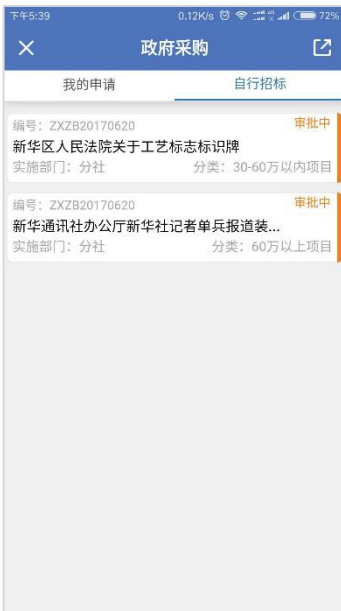 下午5:39 0.12K/s 72%
政府采购
我的申请 自行招标
编号：ZXZB20170620 审批中
新华区人民法院关于工艺标志标识牌
实施部门：分社 分类：30-60万以内项目
编号：ZXZB20170620 审批中
新华通讯社办公厅新华社记者单兵报道装...
实施部门：分社 分类：60万以上项目